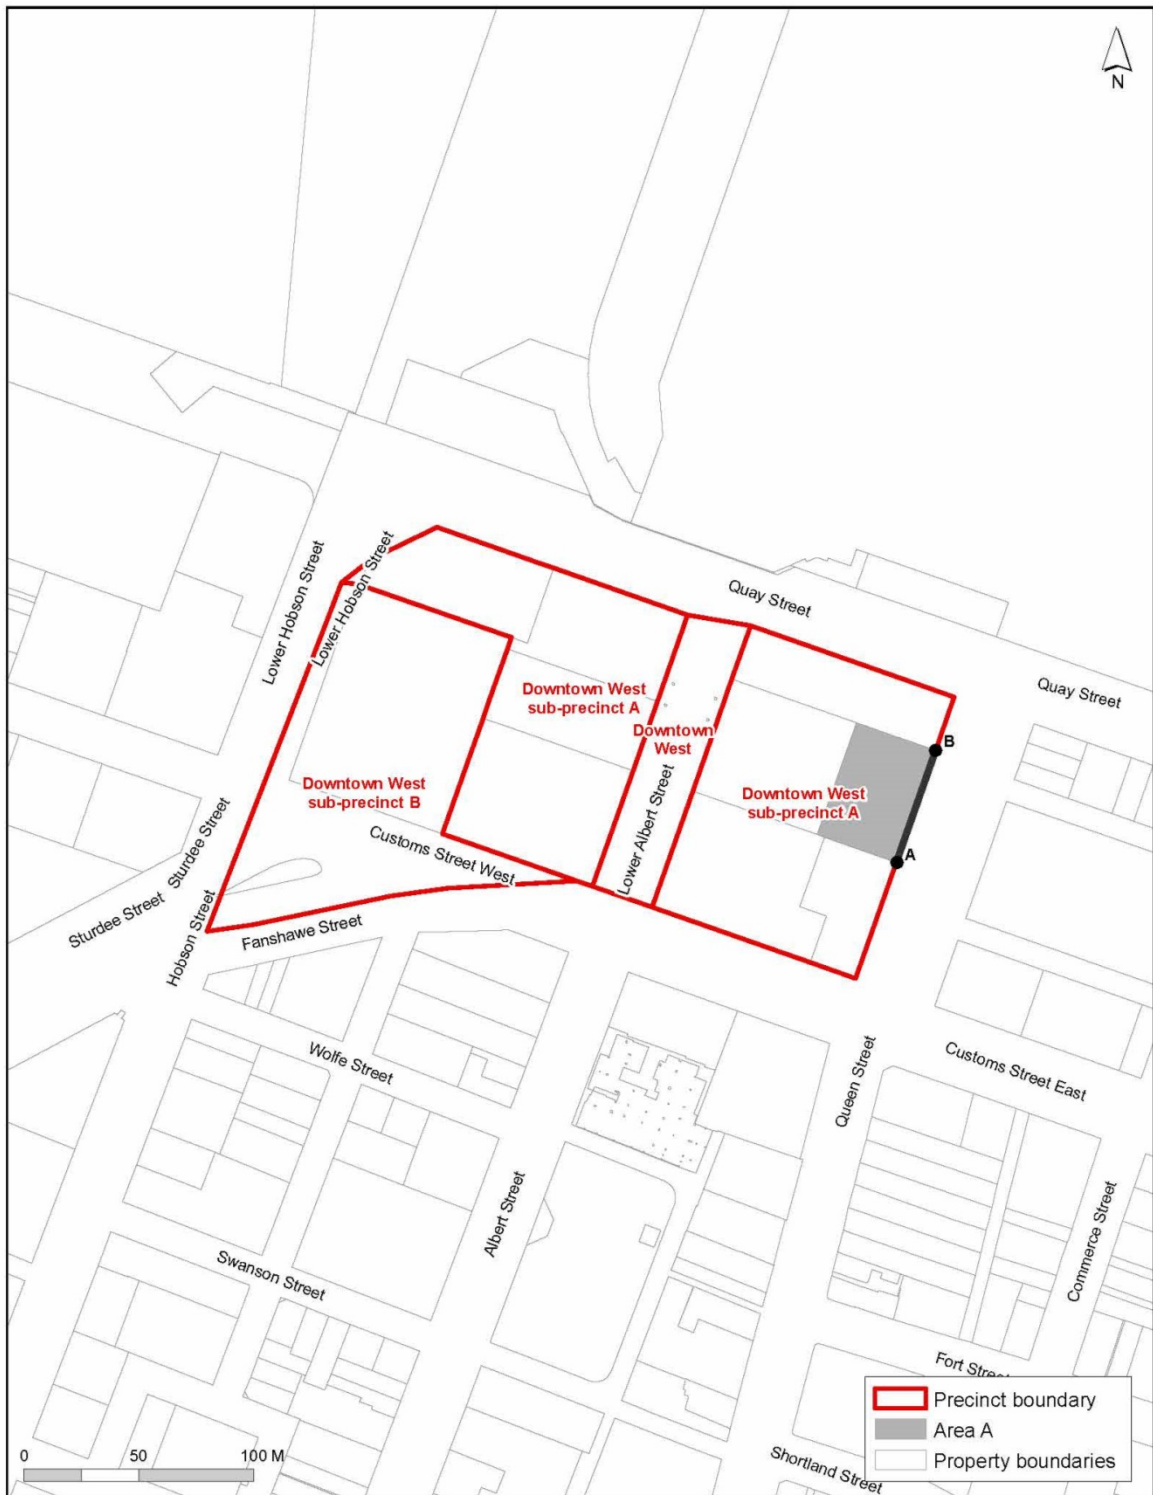 N
Quay Street
Quay Street
Lower Hobson Street
Lower Hobson Street
Downtown West
sub-precinct A
Downtown
West
B
Downtown West
sub-precinct B
Downtown West
sub-precinct A
A
Lower Albert Street
Customs Street West
Sturdee Street
Sturdee Street
Hobson Street
Fanshawe Street
Wolfe Street
Queen Street
Customs Street East
Albert Street
Commerce Street
Swanson Street
Fort Street
Shortland Street
Precinct boundary
Area A
Property boundaries
0 50 100 M